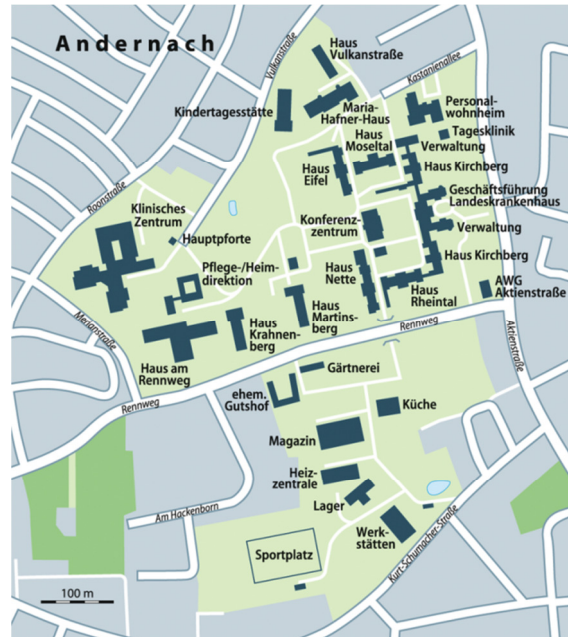 Andernach
Haus
Vulkanstraße
Vulkanstraße
Kastanienallee
Kindertagesstätte
Maria-
Hafner-Haus
Personal-
wohnheim
Haus
Moseltal
Tagesklinik
Verwaltung
Haus
Eifel
Haus Kirchberg
Roonstraße
Klinisches
Zentrum
Geschäftsführung
Landeskrankenhaus
Konferenz-
zentrum
Hauptpforte
Verwaltung
Haus Kirchberg
Pflege-/Heim-
direktion
Haus
Nette
Haus
Rheintal
AWG
Aktienstraße
Merianstraße
Haus
Martins-
berg
Haus
Krahnen-
berg
Rennweg
Aktienstraße
Haus am
Rennweg
Rennweg
Gärtnerei
ehem.
Gutshof
Küche
Magazin
Heiz-
zentrale
Lager
Am Hackenborn
Werk-
stätten
Sportplatz
Kurt-Schumacher-Straße
100 m